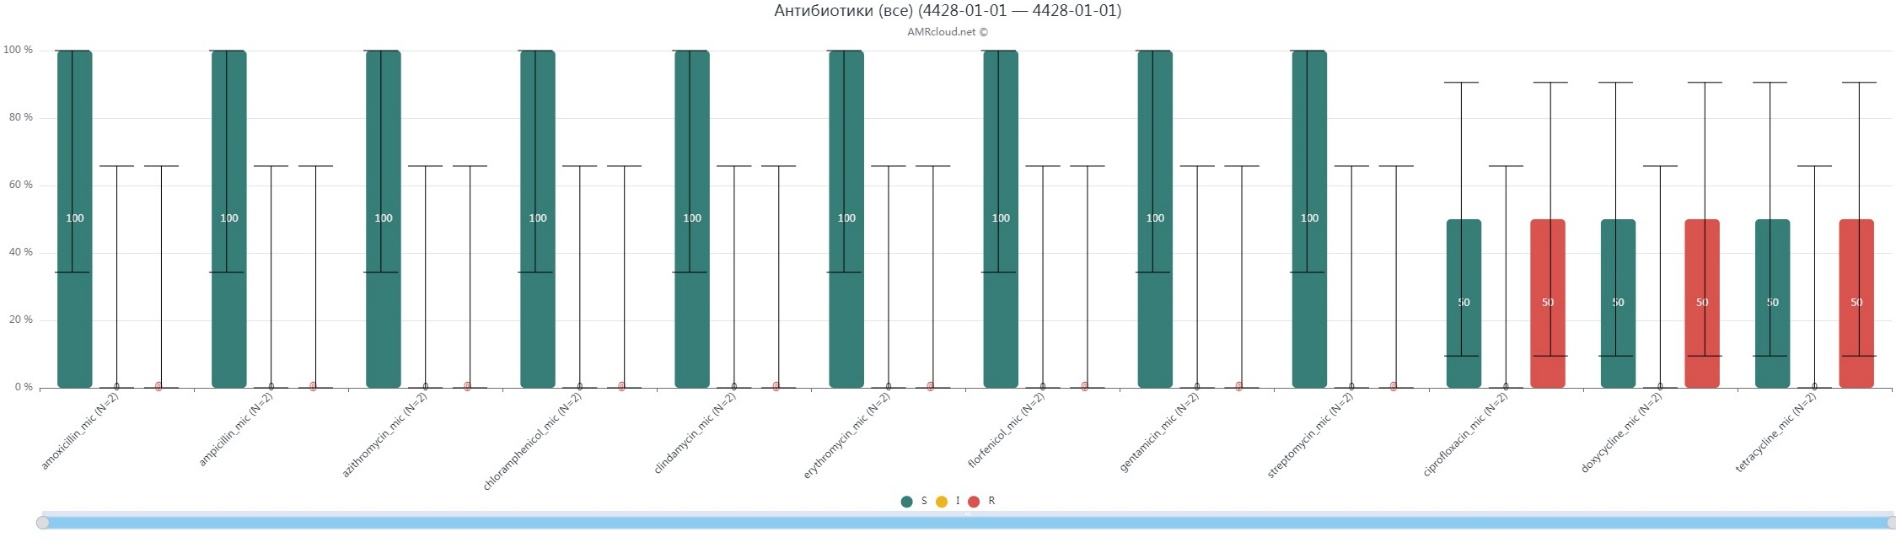 Антибиотики (все) (4428-01-01 — 4428-01-01)
AMRcloud.net ©
100 %
80 %
60 %
40 %
20 %
0 %
100
0
0
100
0
0
100
0
0
100
0
0
100
0
0
100
0
0
100
0
0
100
0
0
100
0
0
50
0
50
50
0
50
50
0
50
amoxicillin_mic (N=2)
ampicillin_mic (N=2)
azithromycin_mic (N=2)
chloramphenicol_mic (N=2)
clindamycin_mic (N=2)
erythromycin_mic (N=2)
florfenicol_mic (N=2)
gentamicin_mic (N=2)
streptomycin_mic (N=2)
ciprofloxacin_mic (N=2)
doxycycline_mic (N=2)
tetracycline_mic (N=2)
S I R